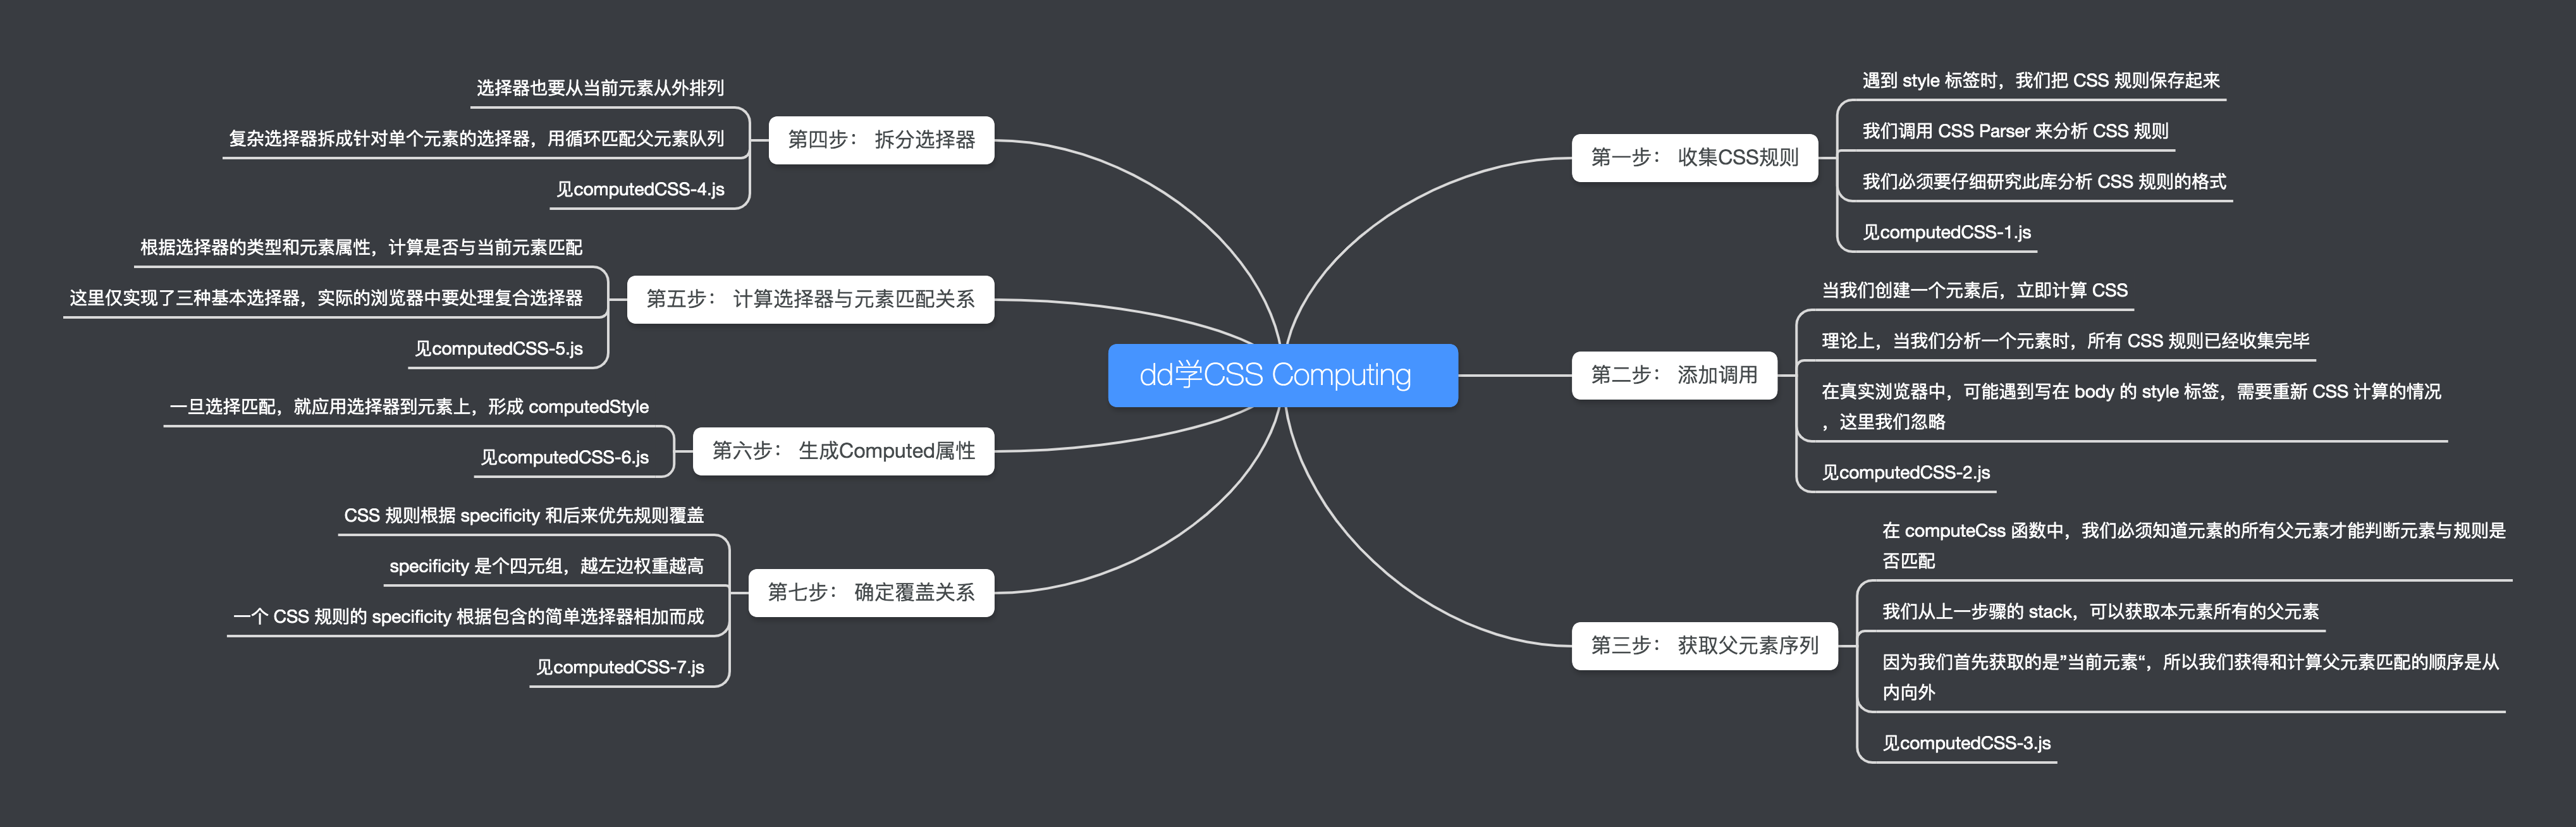 dd学CSS Computing
第一步： 收集CSS规则
遇到 style 标签时，我们把 CSS 规则保存起来
我们调用 CSS Parser 来分析 CSS 规则
我们必须要仔细研究此库分析 CSS 规则的格式
见computedCSS-1.js
第二步： 添加调用
当我们创建一个元素后，立即计算 CSS
理论上，当我们分析一个元素时，所有 CSS 规则已经收集完毕
在真实浏览器中，可能遇到写在 body 的 style 标签，需要重新 CSS 计算的情况
，这里我们忽略
见computedCSS-2.js
第三步： 获取父元素序列
在 computeCss 函数中，我们必须知道元素的所有父元素才能判断元素与规则是
否匹配
我们从上一步骤的 stack，可以获取本元素所有的父元素
因为我们首先获取的是”当前元素“，所以我们获得和计算父元素匹配的顺序是从
内向外
见computedCSS-3.js
第四步： 拆分选择器
选择器也要从当前元素从外排列
复杂选择器拆成针对单个元素的选择器，用循环匹配父元素队列
见computedCSS-4.js
第五步： 计算选择器与元素匹配关系
根据选择器的类型和元素属性，计算是否与当前元素匹配
这里仅实现了三种基本选择器，实际的浏览器中要处理复合选择器
见computedCSS-5.js
第六步： 生成Computed属性
一旦选择匹配，就应用选择器到元素上，形成 computedStyle
见computedCSS-6.js
第七步： 确定覆盖关系
CSS 规则根据 specificity 和后来优先规则覆盖
specificity 是个四元组，越左边权重越高
一个 CSS 规则的 specificity 根据包含的简单选择器相加而成
见computedCSS-7.js